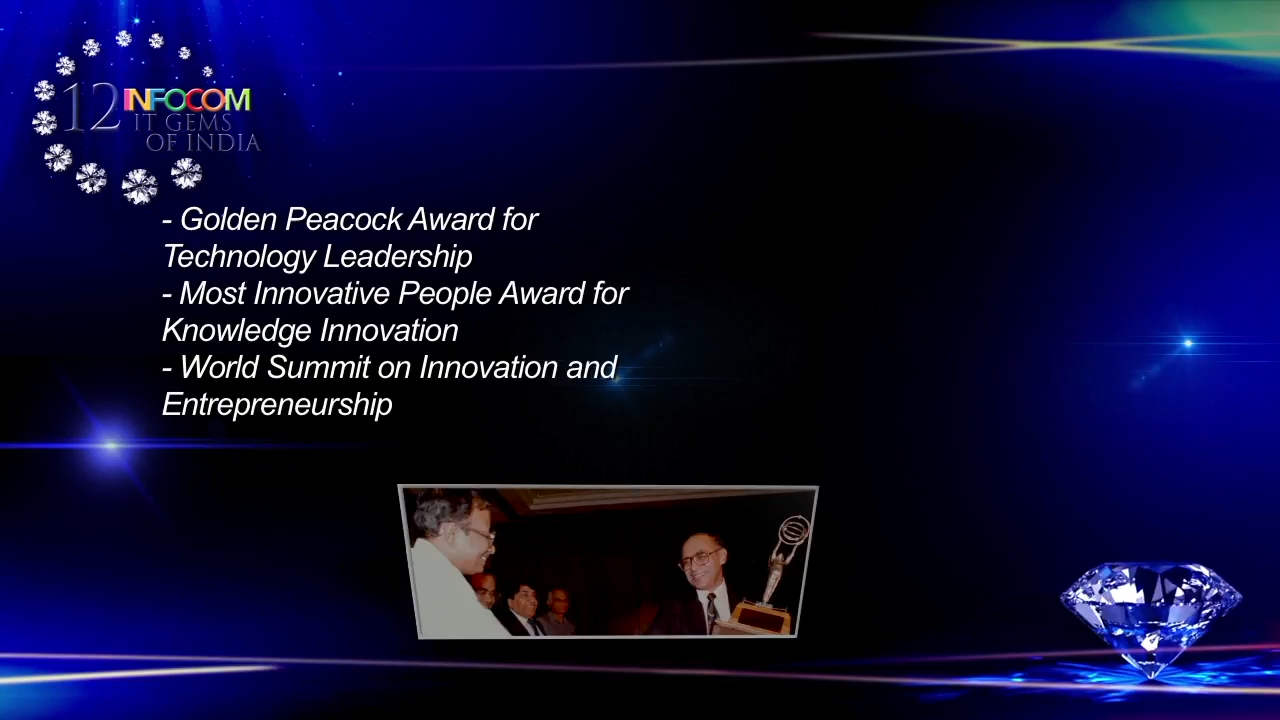 12 INFOCOM
IT GEMS
OF INDIA
- Golden Peacock Award for
Technology Leadership
- Most Innovative People Award for
Knowledge Innovation
- World Summit on Innovation and
Entrepreneurship